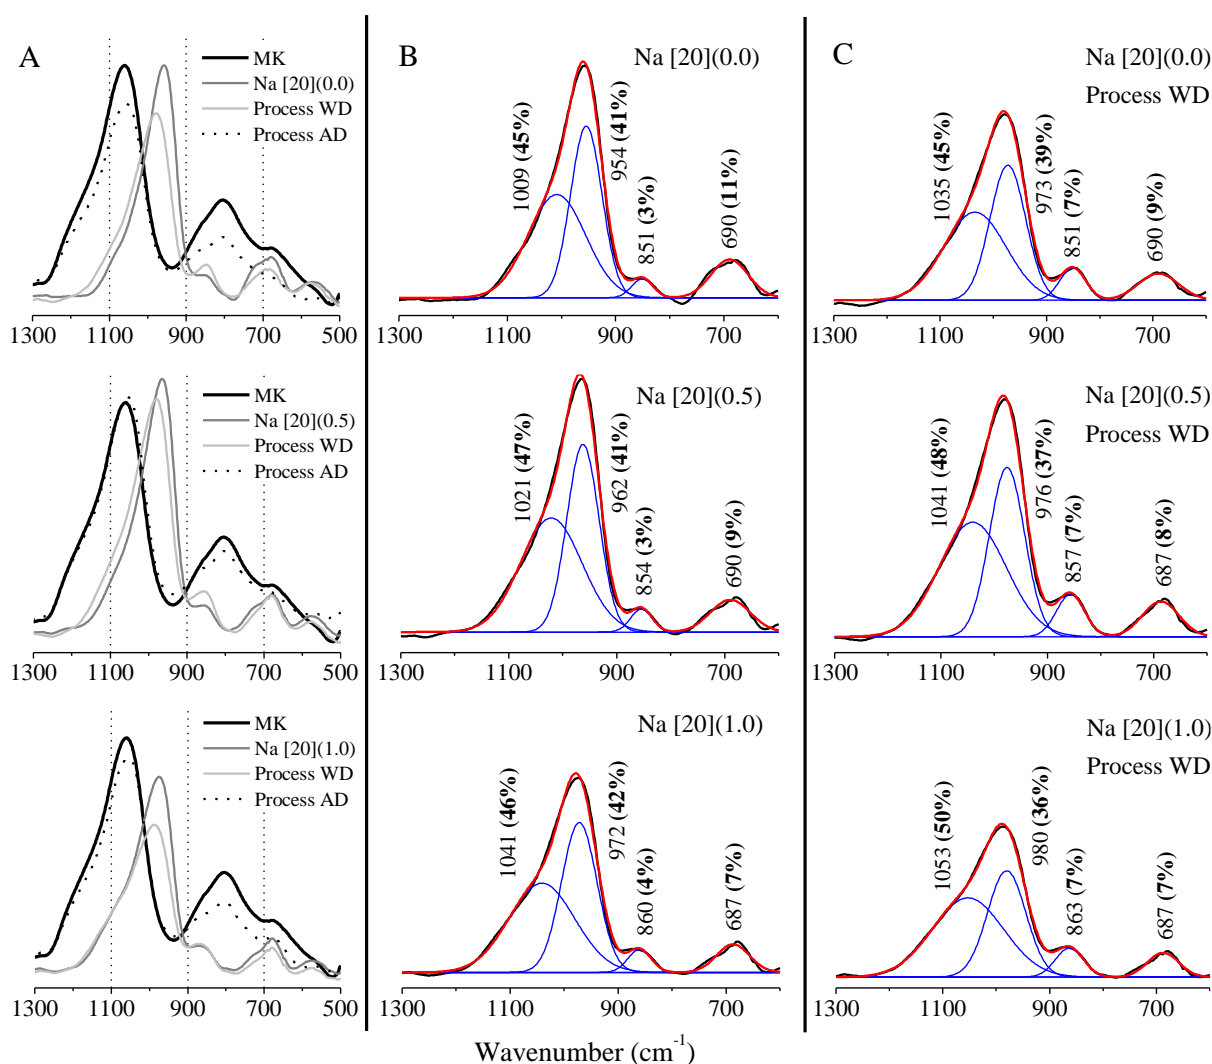 A
MK
Na [20](0.0)
Process WD
Process AD
1300 1100 900 700 500
MK
Na [20](0.5)
Process WD
Process AD
1300 1100 900 700 500
MK
Na [20](1.0)
Process WD
Process AD
1300 1100 900 700 500
B
Na [20](0.0)
1009 (45%)
954 (41%)
851 (3%)
690 (11%)
1300 1100 900 700
Na [20](0.5)
1021 (47%)
962 (41%)
854 (3%)
690 (9%)
1300 1100 900 700
Na [20](1.0)
1041 (46%)
972 (42%)
860 (4%)
687 (7%)
1300 1100 900 700
C
Na [20](0.0)
Process WD
1035 (45%)
973 (39%)
851 (7%)
690 (9%)
1300 1100 900 700
Na [20](0.5)
Process WD
1041 (48%)
976 (37%)
857 (7%)
687 (8%)
1300 1100 900 700
Na [20](1.0)
Process WD
1053 (50%)
980 (36%)
863 (7%)
687 (7%)
1300 1100 900 700
Wavenumber (cm⁻¹)